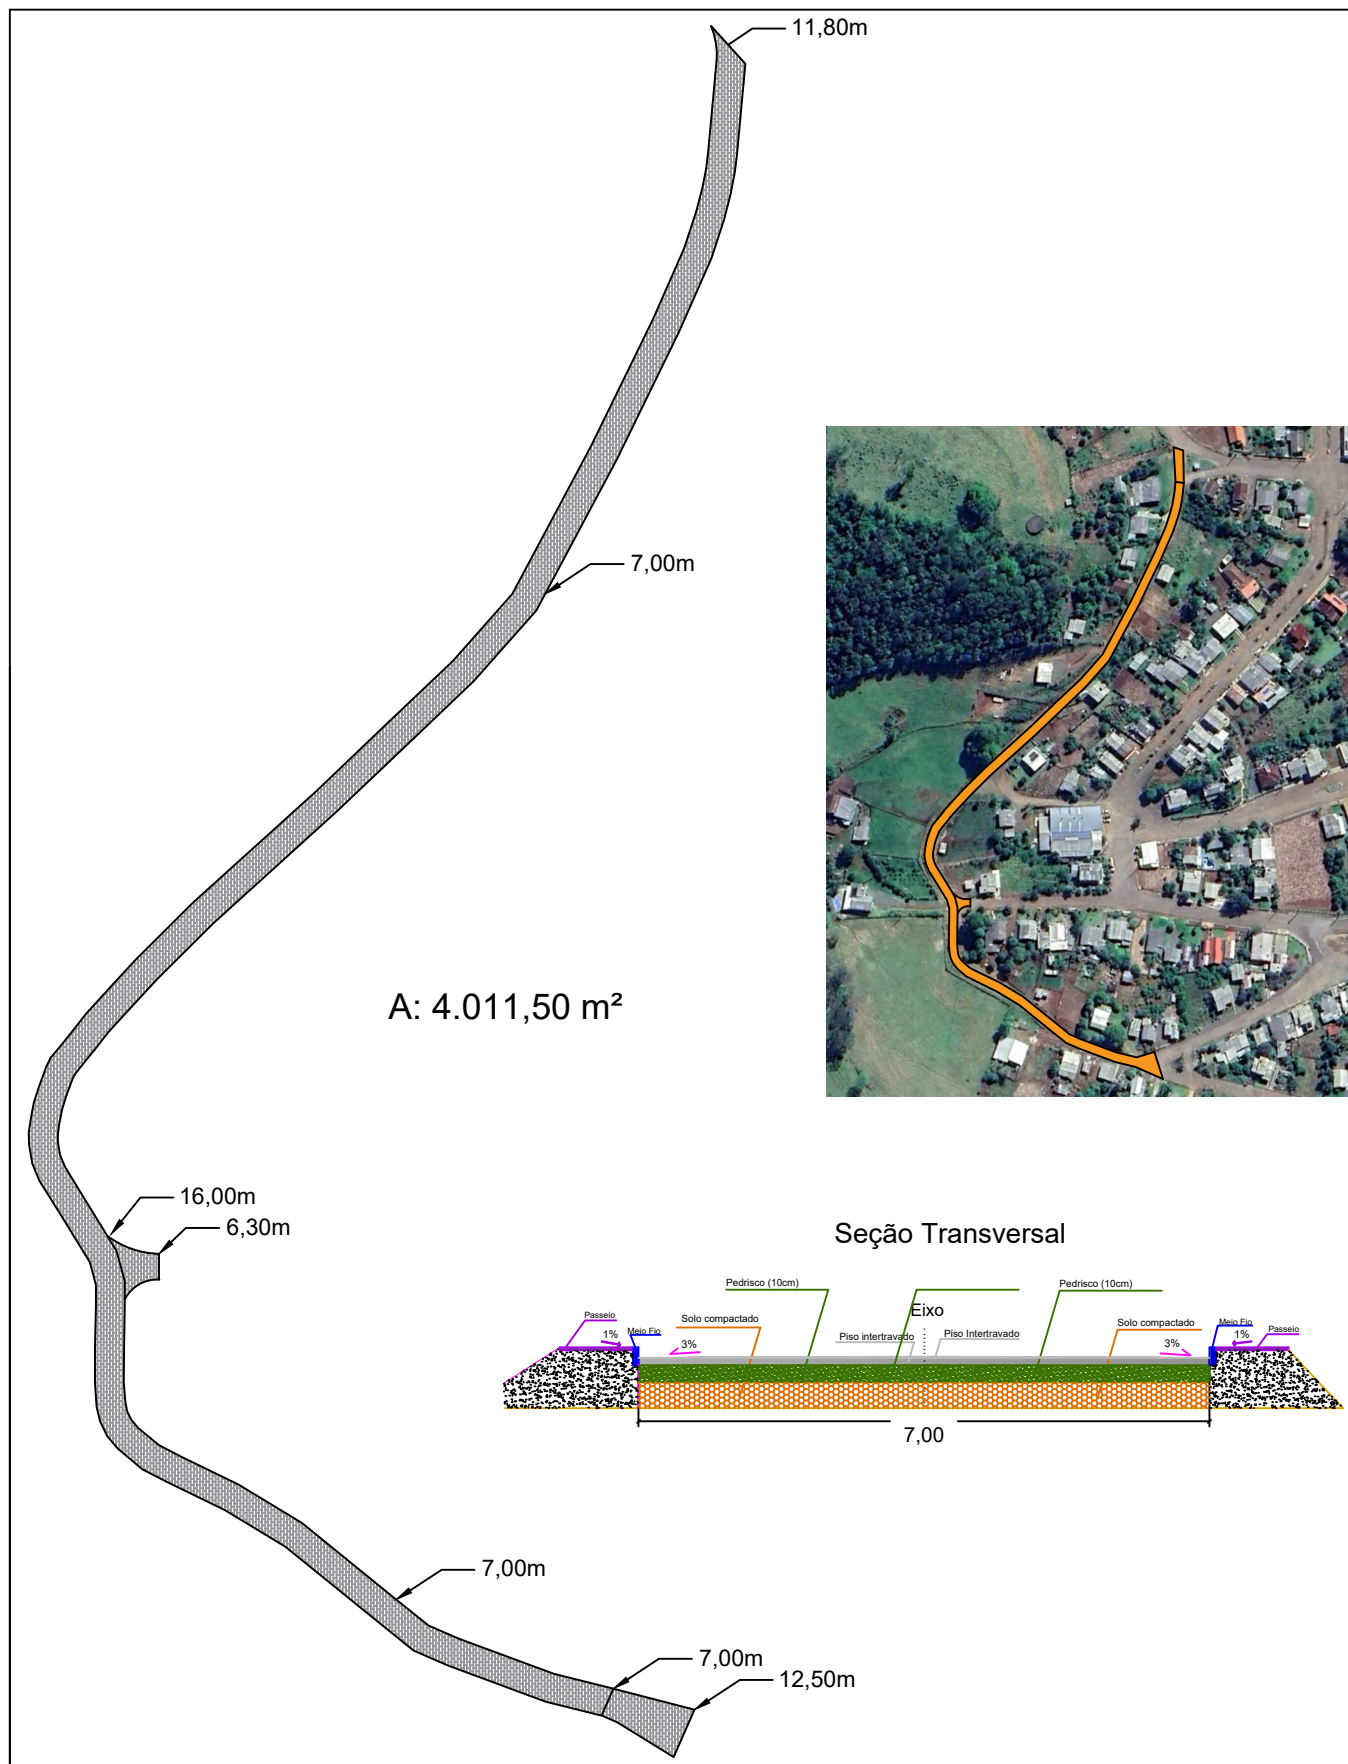 11,80m
7,00m
A: 4.011,50 m²
16,00m
6,30m
Seção Transversal
Pedrisco (10cm)
Pedrisco (10cm)
Eixo
Passeio
1%
Meio Fio
Solo compactado
3%
Piso intertravado
Piso Intertravado
Solo compactado
3%
Meio Fio
1%
Passeio
7,00
7,00m
7,00m
12,50m